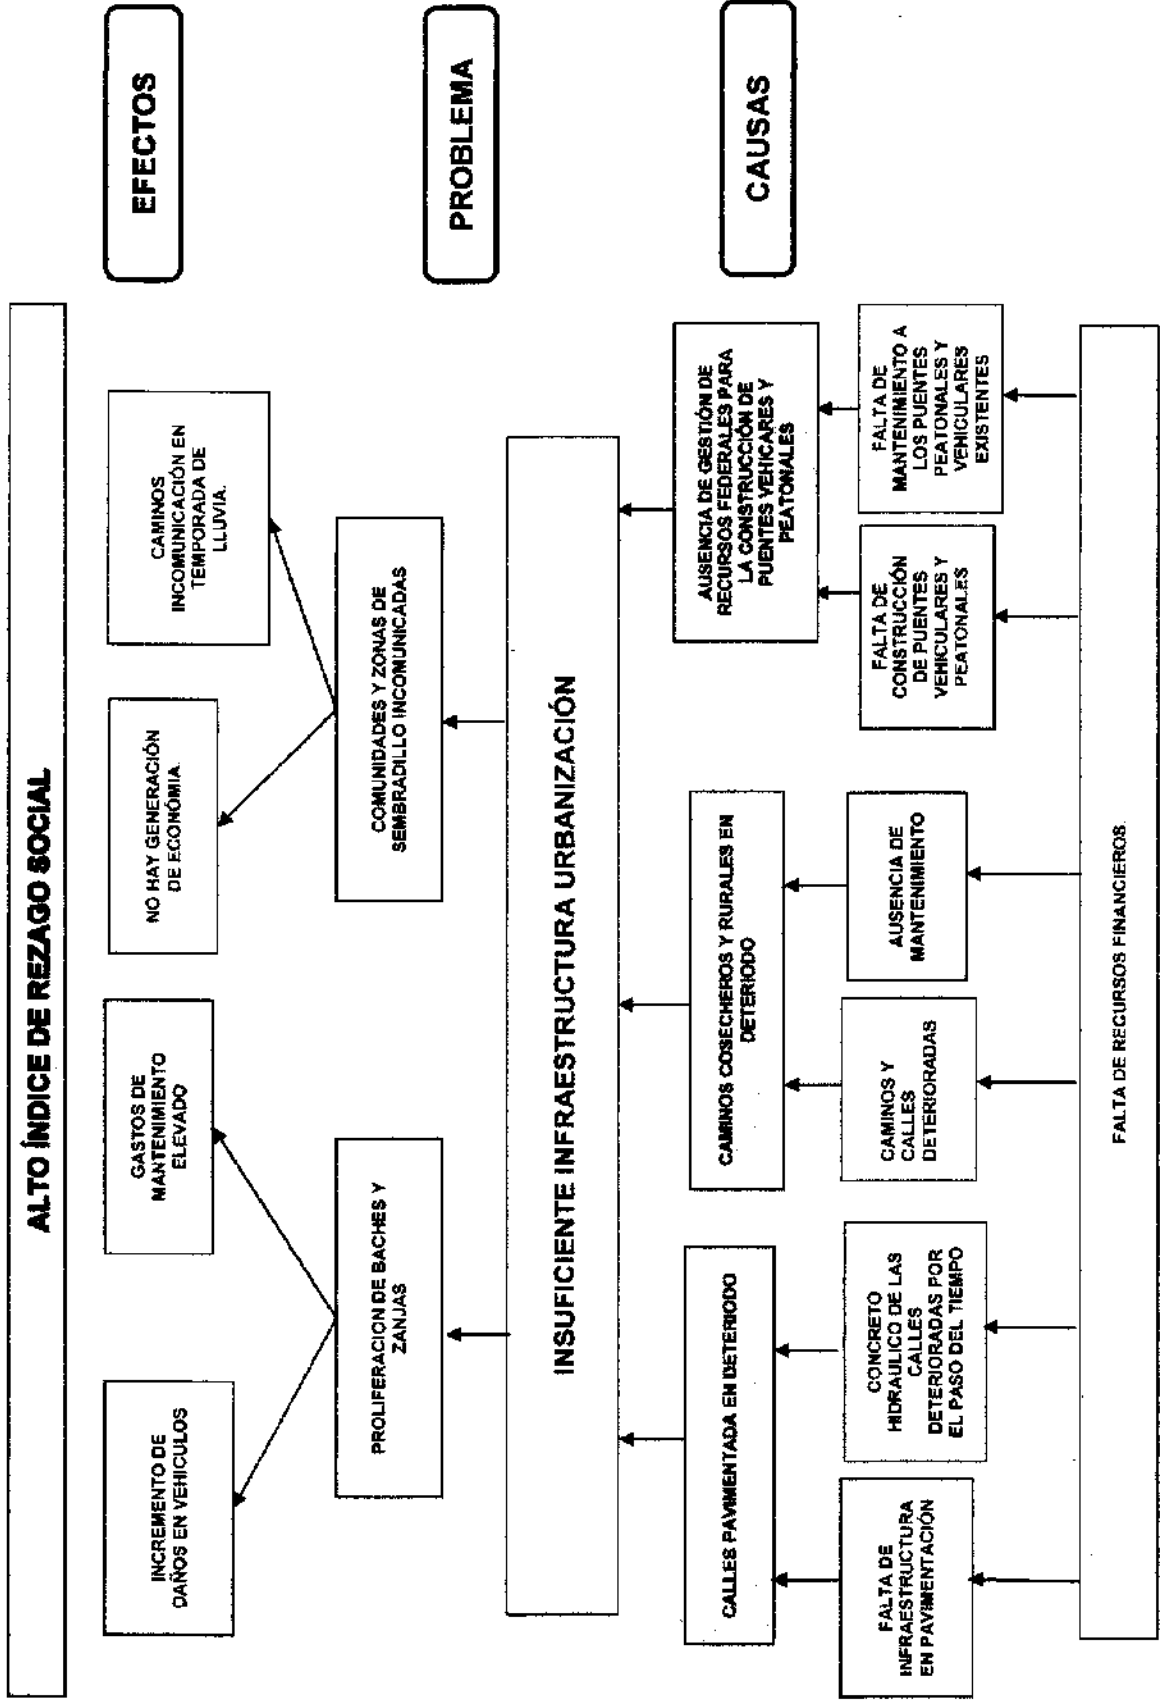 ALTO ÍNDICE DE REZAGO SOCIAL
EFECTOS
INCREMENTO DE
DAÑOS EN VEHICULOS
GASTOS DE
MANTENIMIENTO
ELEVADO
NO HAY GENERACIÓN
DE ECONÓMIA.
CAMINOS
INCOMUNICACIÓN EN
TEMPORADA DE
LLUVIA.
PROLIFERACION DE BACHES Y
ZANJAS
COMUNIDADES Y ZONAS DE
SEMBRADILLO INCOMUNICADAS
PROBLEMA
INSUFICIENTE INFRAESTRUCTURA URBANIZACIÓN
CAUSAS
CALLES PAVIMENTADA EN DETERIODO
CAMINOS COSECHEROS Y RURALES EN
DETERIODO
AUSENCIA DE GESTIÓN DE
RECURSOS FEDERALES PARA
LA CONSTRUCCIÓN DE
PUENTES VEHICARES Y
PEATONALES
FALTA DE
INFRAESTRUCTURA
EN PAVIMENTACIÓN
CONCRETO
HIDRAULICO DE LAS
CALLES
DETERIORADAS POR
EL PASO DEL TIEMPO
CAMINOS Y
CALLES
DETERIORADAS
AUSENCIA DE
MANTENIMIENTO
FALTA DE
CONSTRUCCIÓN
DE PUENTES
VEHICULARES Y
PEATONALES
FALTA DE
MANTENIMIENTO A
LOS PUENTES
PEATONALES Y
VEHICULARES
EXISTENTES
FALTA DE RECURSOS FINANCIEROS.